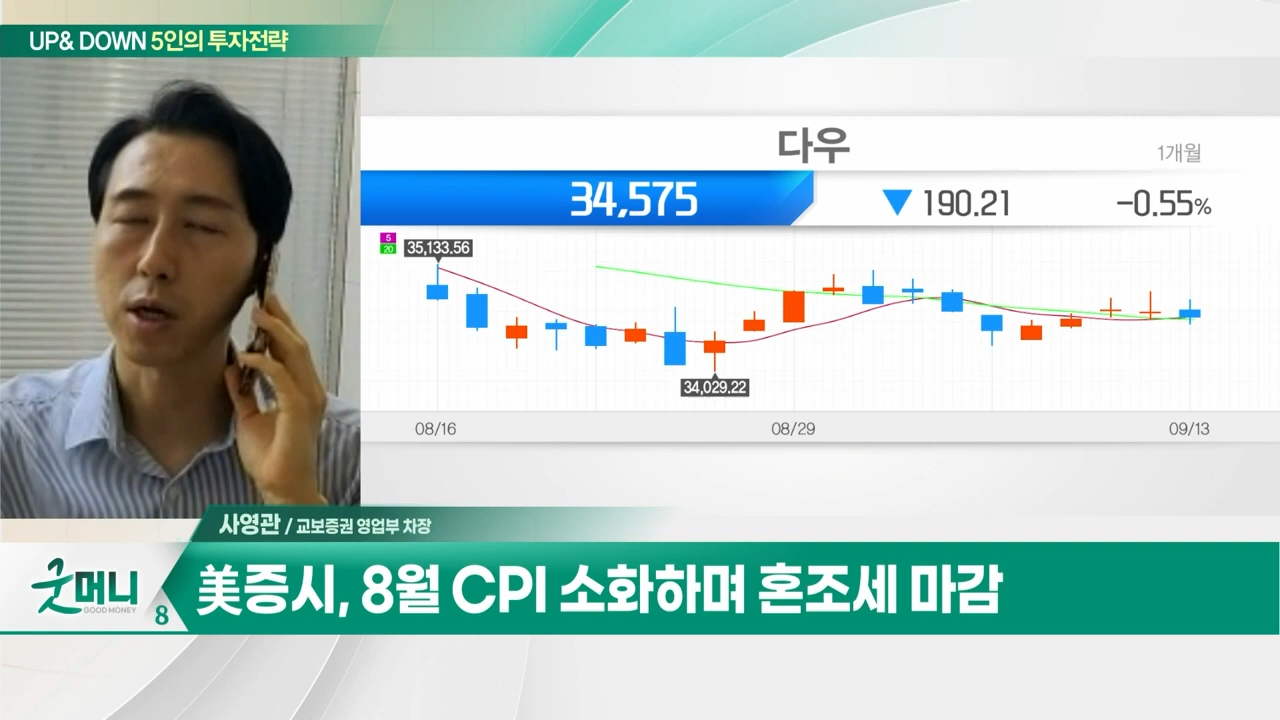 UP& DOWN 5인의 투자전략
다우
1개월
34,575
▼ 190.21
-0.55%
5
20
35,133.56
34,029.22
08/16
08/29
09/13
사영관 / 교보증권 영업부 차장
美증시, 8월 CPI 소화하며 혼조세 마감
굿머니
GOOD MONEY
8